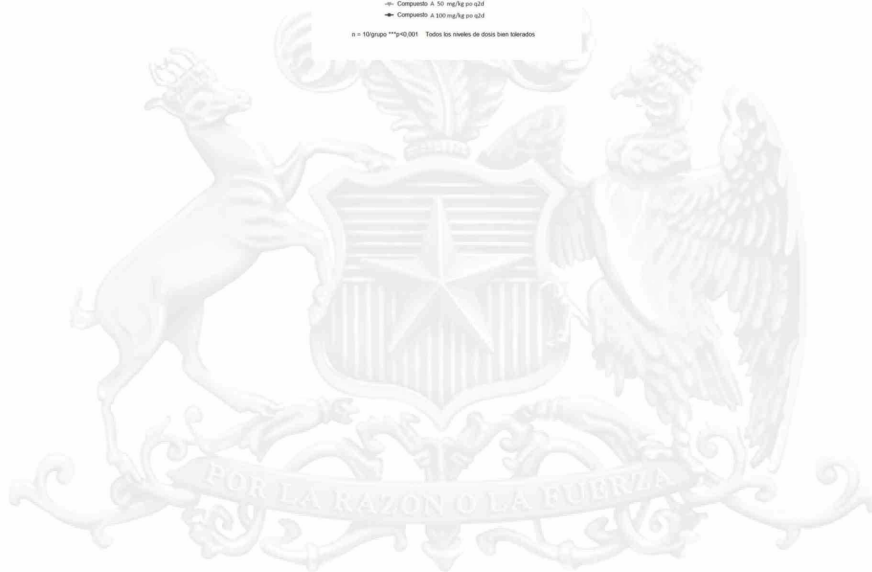 Compuesto A 50 mg/kg po q2d
Compuesto A 100 mg/kg po q2d
n = 10/grupo ***p<0,001 Todos los niveles de dosis bien tolerados
POR LA RAZÓN O LA FUERZA